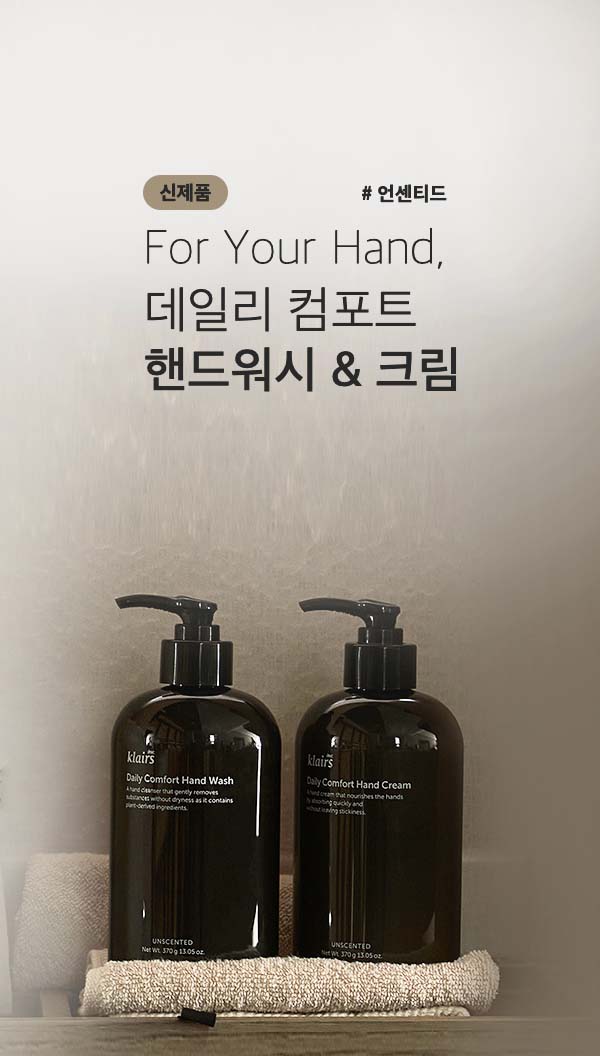 신제품
# 언센티드
For Your Hand,
데일리 컴포트
핸드워시 & 크림
klairs
Daily Comfort Hand Wash
A hand cleanser that gently removes
substances without dryness as it contains
plant-derived ingredients.
UNSCENTED
Net Wt. 370 g 13.05 oz.
klairs
Daily Comfort Hand Cream
A hand cream that nourishes the hands
by absorbing quickly and
without leaving stickiness.
UNSCENTED
Net Wt. 370 g 13.05 oz.